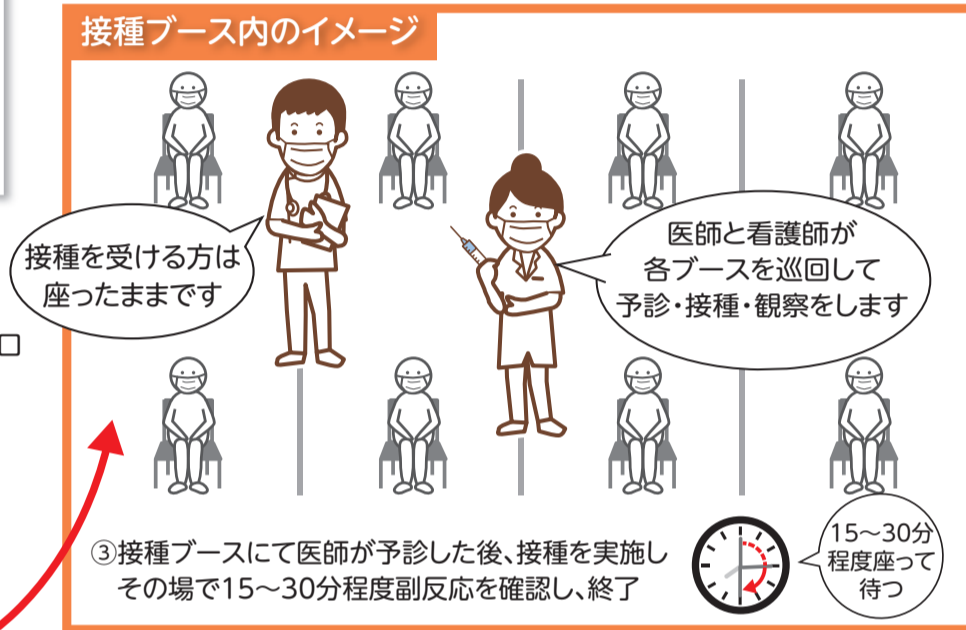 接種ブース内のイメージ
接種を受ける方は
座ったままです
医師と看護師が
各ブースを巡回して
予診・接種・観察をします
口
③接種ブースにて医師が予診した後、接種を実施し
その場で15～30分程度副反応を確認し、終了
15～30分
程度座って
待つ